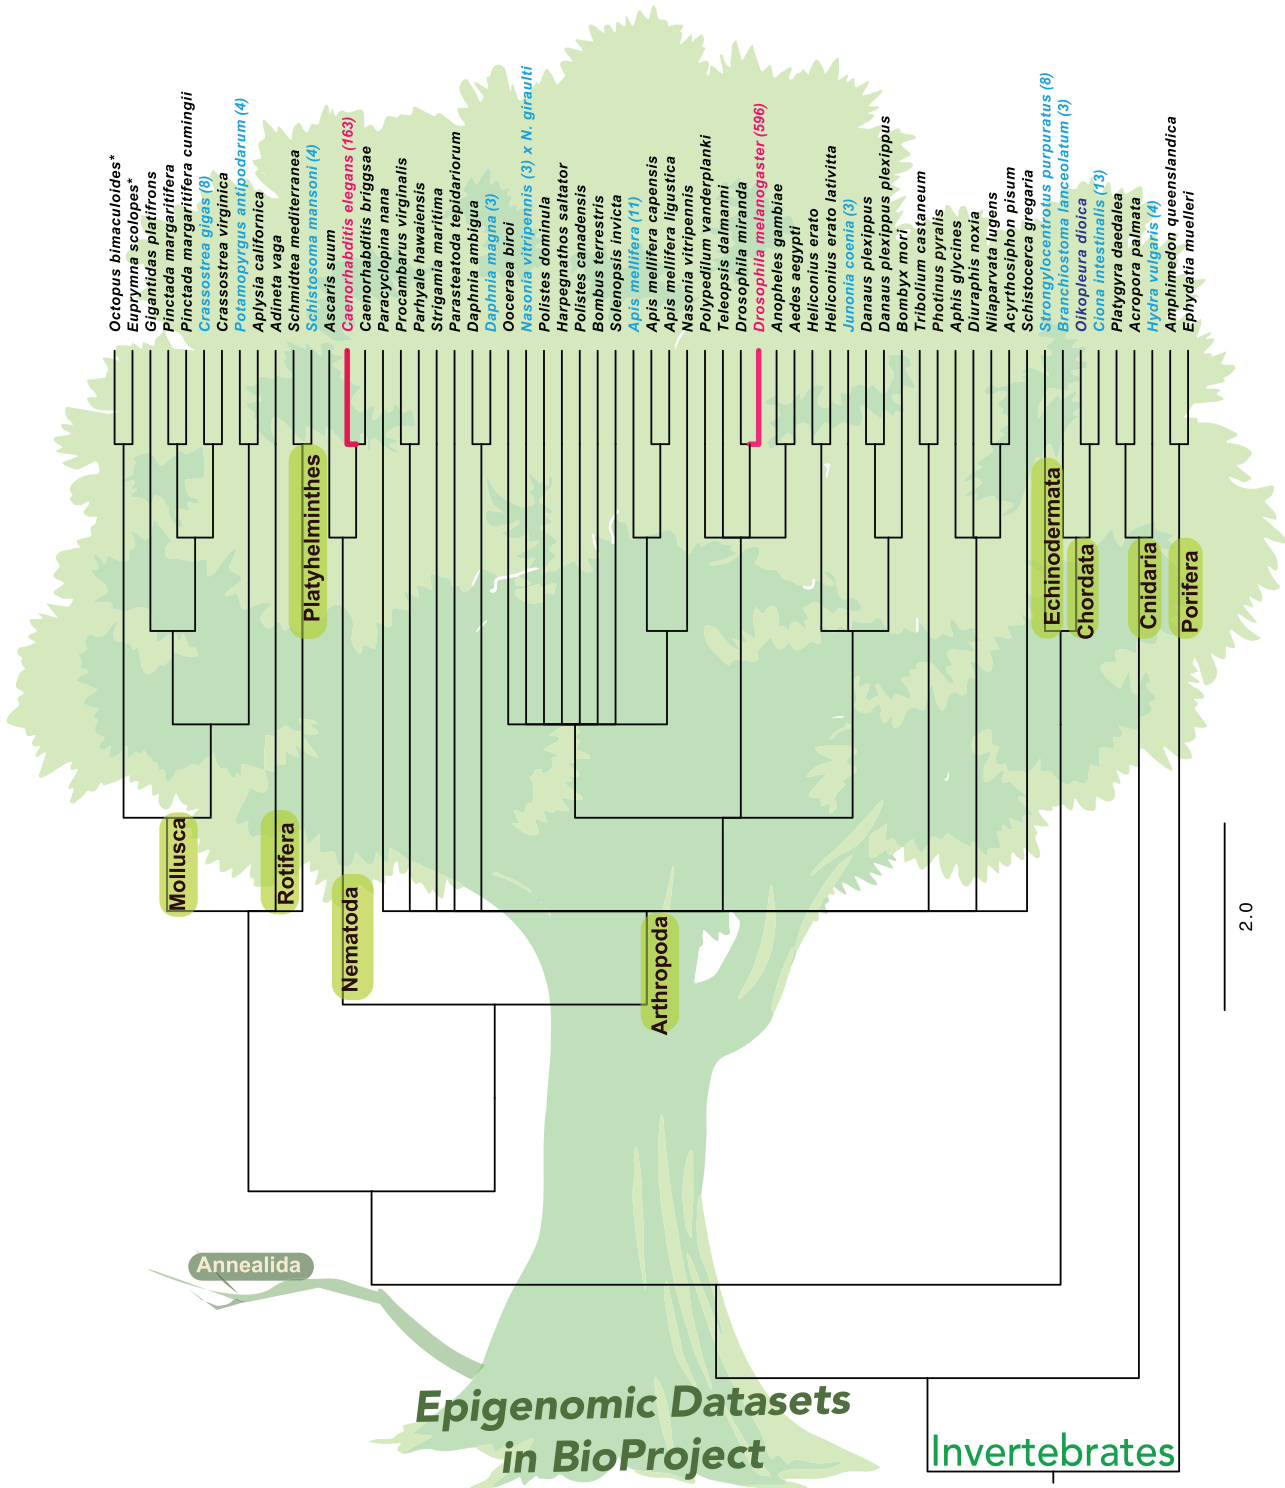 Octopus bimaculoides*
Euprymna scolopes*
Gigantidas platifrons
Pinctada margaritifera
Pinctada margaritifera cumingii
Crassostrea gigas (8)
Crassostrea virginica
Potamopyrgus antipodarum (4)
Aplysia californica
Adineta vaga
Schmidtea mediterranea
Schistosoma mansoni (4)
Ascaris suum
Caenorhabditis elegans (163)
Caenorhabditis briggsae
Paracyclopina nana
Procambarus virginalis
Parhyale hawaiensis
Strigamia maritima
Parasteatoda tepidariorum
Daphnia ambigua
Daphnia magna (3)
Ooceraea biroi
Nasonia vitripennis (3) x N. giraulti
Polistes dominula
Harpegnathos saltator
Polistes canadensis
Bombus terrestris
Solenopsis invicta
Apis mellifera (11)
Apis mellifera capensis
Apis mellifera ligustica
Nasonia vitripennis
Polypedilum vanderplanki
Teleopsis dalmanni
Drosophila miranda
Drosophila melanogaster (596)
Anopheles gambiae
Aedes aegypti
Heliconius erato
Heliconius erato lativitta
Junonia coenia (3)
Danaus plexippus
Danaus plexippus plexippus
Bombyx mori
Tribolium castaneum
Photinus pyralis
Aphis glycines
Diuraphis noxia
Nilaparvata lugens
Acyrthosiphon pisum
Schistocerca gregaria
Strongylocentrotus purpuratus (8)
Branchiostoma lanceolatum (3)
Oikopleura dioica
Ciona intestinalis (13)
Platygyra daedalea
Acropora palmata
Hydra vulgaris (4)
Amphimedon queenslandica
Ephydatia muelleri
Platyhelminthes
Echinodermata
Chordata
Cnidaria
Porifera
Mollusca
Rotifera
Nematoda
Arthropoda
2.0
Annealida
Epigenomic Datasets
in BioProject
Invertebrates